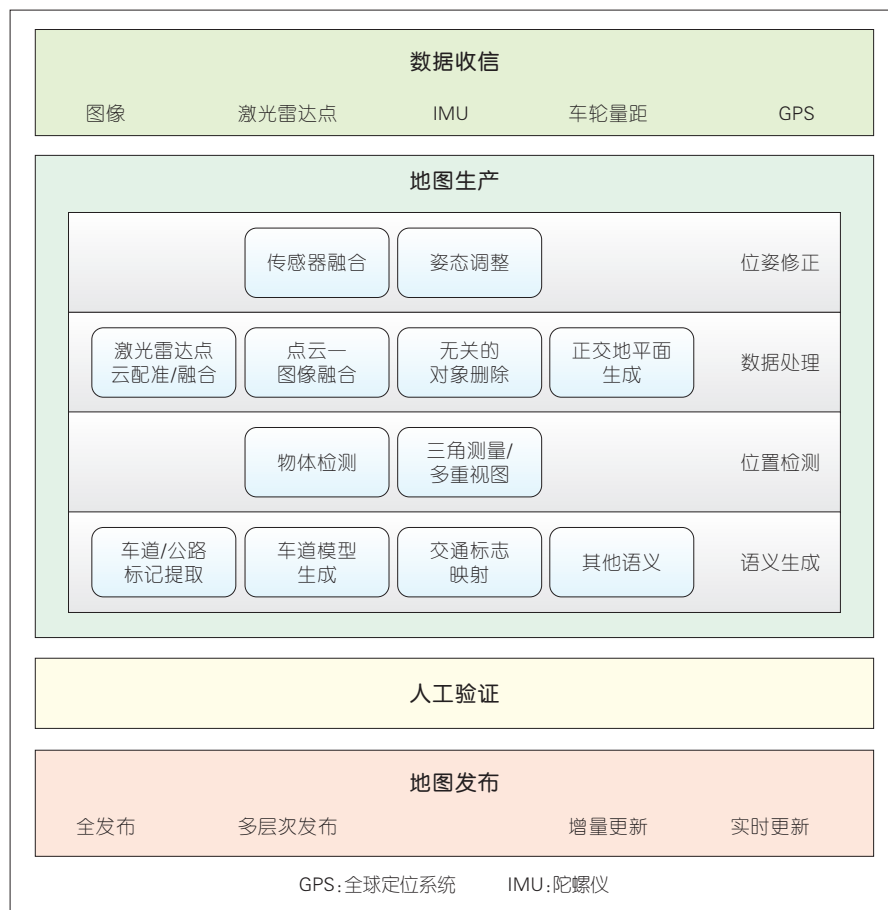 数据收信
图像 激光雷达点 IMU 车轮量距 GPS
地图生产
传感器融合 姿态调整 位姿修正
激光雷达点
云配准/融合
点云一
图像融合
无关的
对象删除
正交地平面
生成
数据处理
物体检测
三角测量/
多重视图
位置检测
车道/公路
标记提取
车道模型
生成
交通标志
映射
其他语义
语义生成
人工验证
地图发布
全发布 多层次发布 增量更新 实时更新
GPS:全球定位系统 IMU:陀螺仪